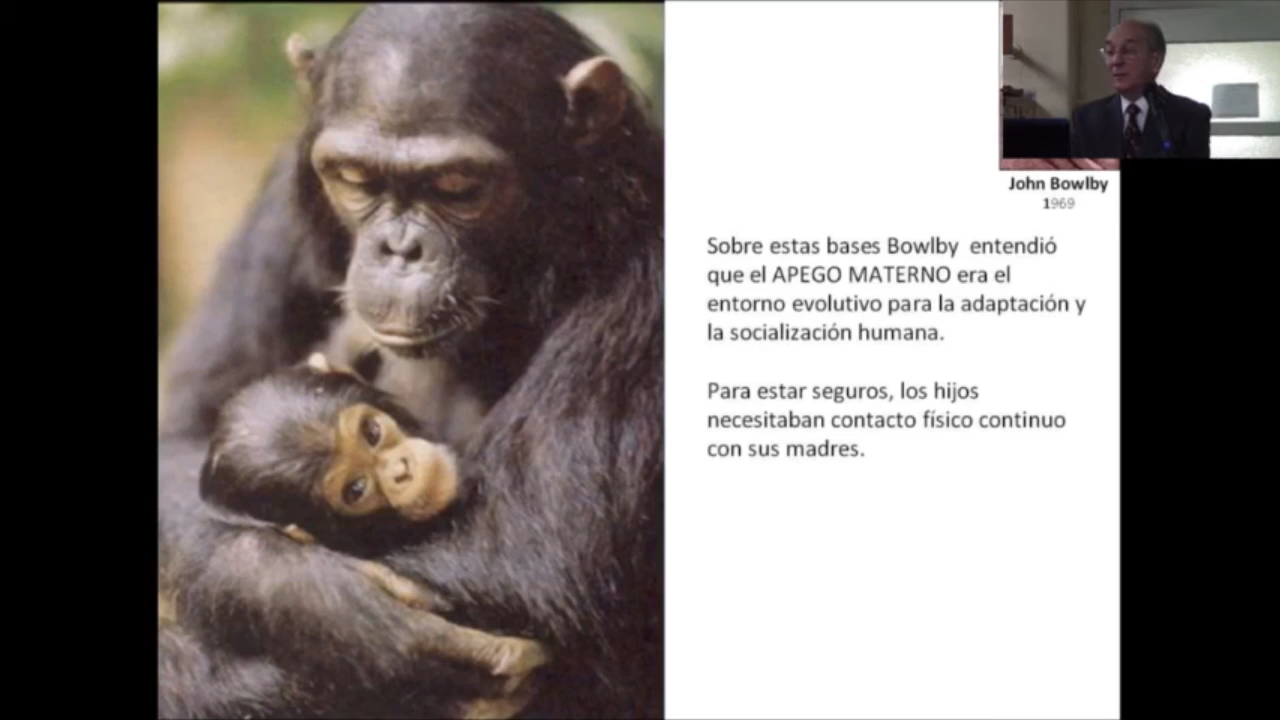 John Bowlby
1969
Sobre estas bases Bowlby entendió
que el APEGO MATERNO era el
entorno evolutivo para la adaptación y
la socialización humana.
Para estar seguros, los hijos
necesitaban contacto físico continuo
con sus madres.